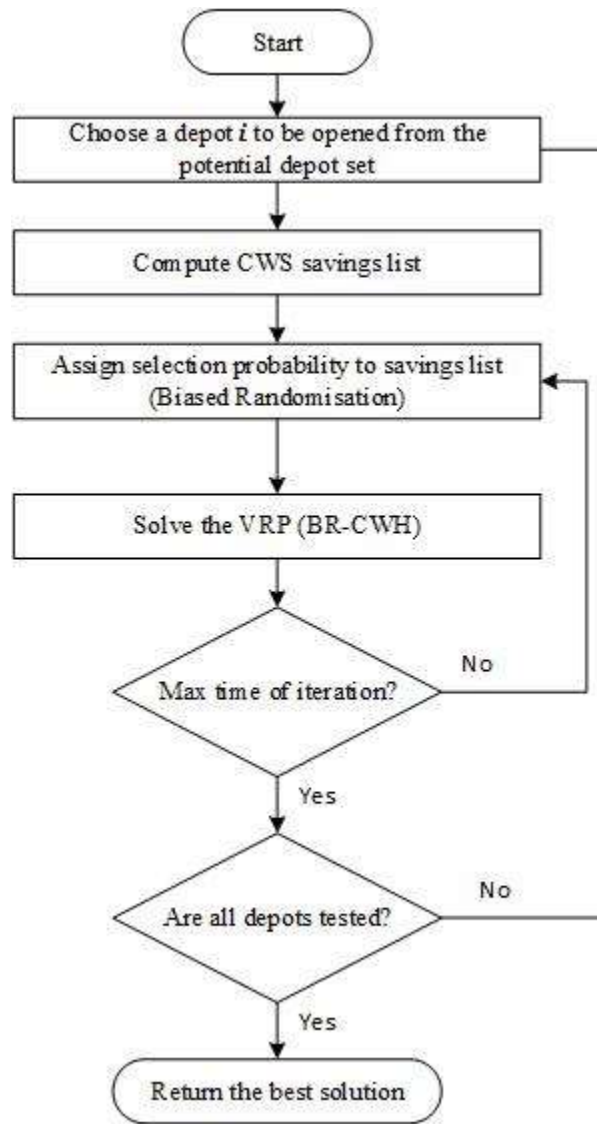 Start
Choose a depot i to be opened from the
potential depot set
Compute CWS savings list
Assign selection probability to savings list
(Biased Randomisation)
Solve the VRP (BR-CWH)
Max time of iteration?
No
Yes
Are all depots tested?
No
Yes
Return the best solution